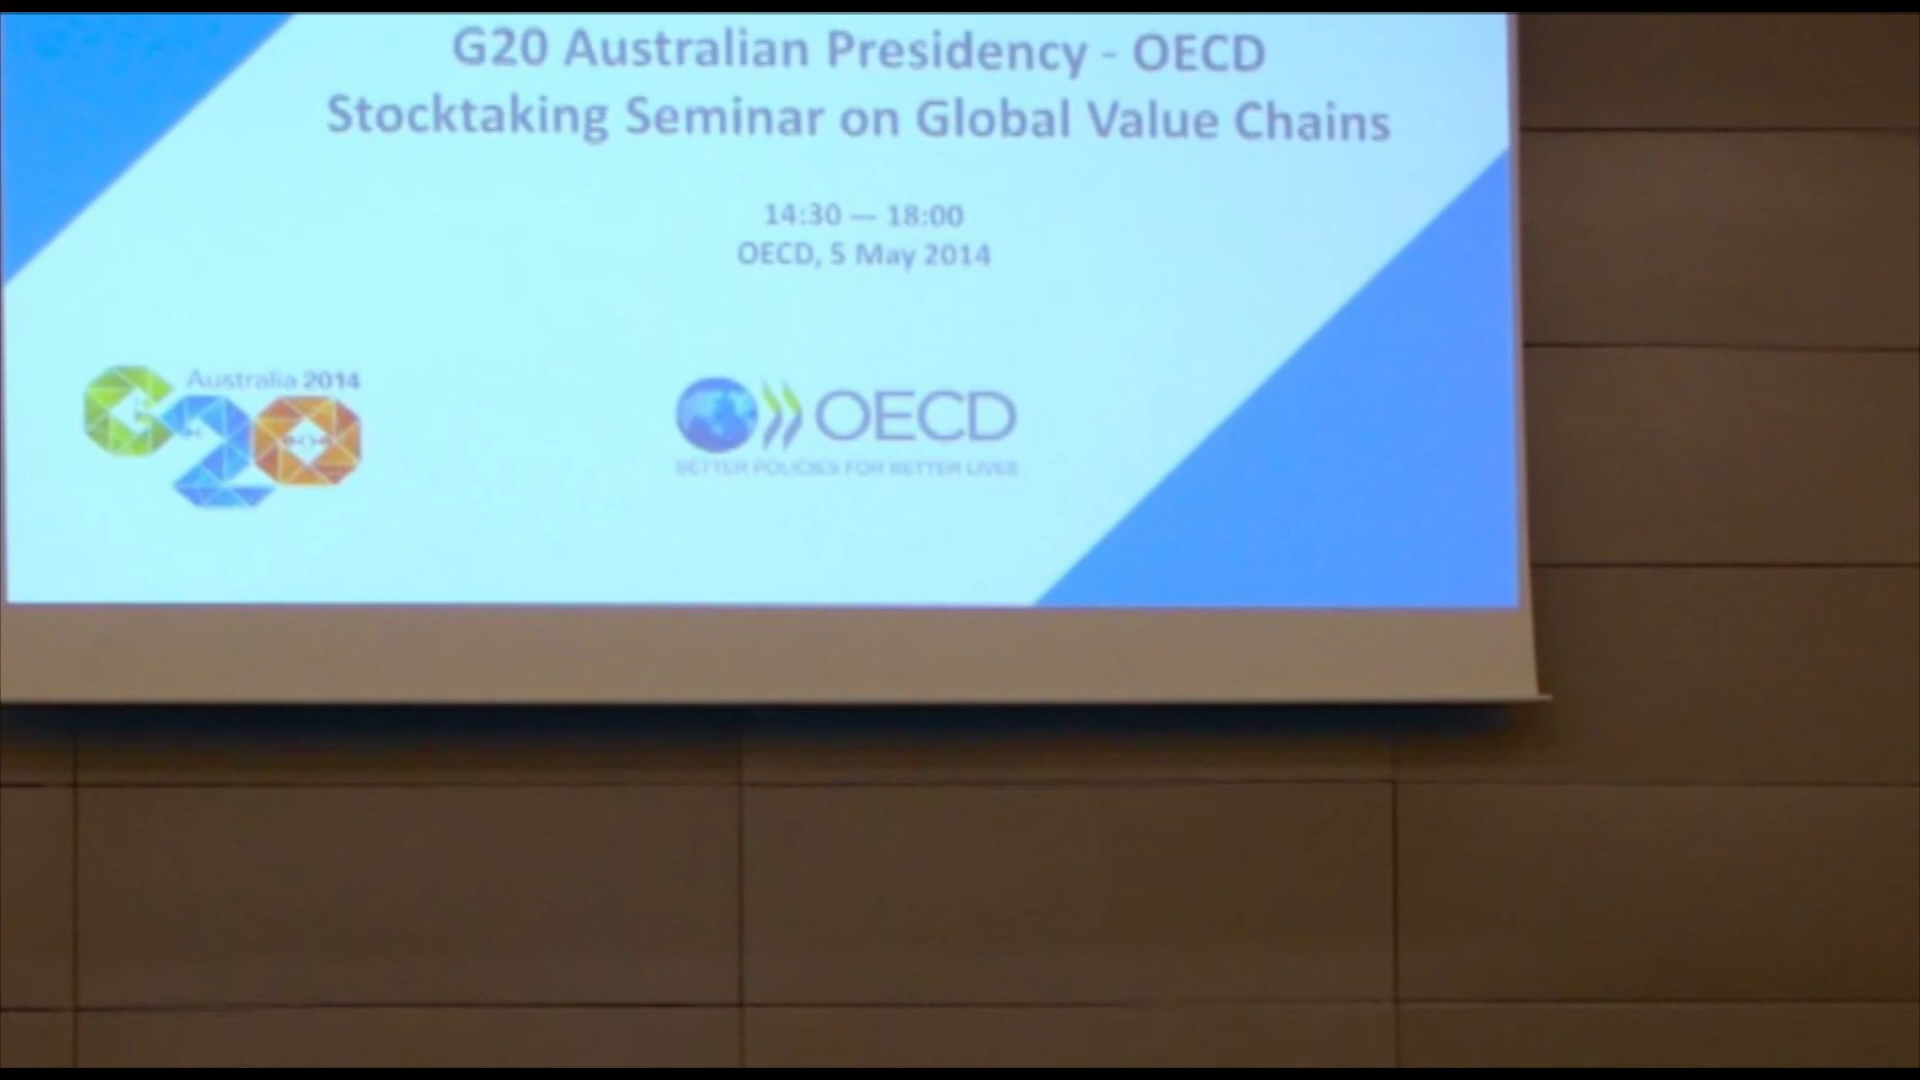 G20 Australian Presidency - OECD
Stocktaking Seminar on Global Value Chains
14:30 — 18:00
OECD, 5 May 2014
Australia 2014
G20
OECD
BETTER POLICIES FOR BETTER LIVES